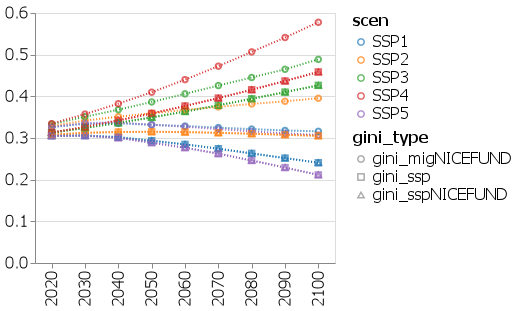 0.6
0.5
0.4
0.3
0.2
0.1
0.0
2020
2030
2040
2050
2060
2070
2080
2090
2100
scen
SSP1
SSP2
SSP3
SSP4
SSP5
gini_type
gini_migNICEFUND
gini_ssp
gini_sspNICEFUND